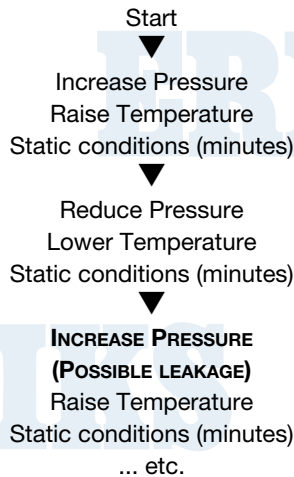 Start
Increase Pressure
Raise Temperature
Static conditions (minutes)
Reduce Pressure
Lower Temperature
Static conditions (minutes)
INCREASE PRESSURE
(POSSIBLE LEAKAGE)
Raise Temperature
Static conditions (minutes)
... etc.